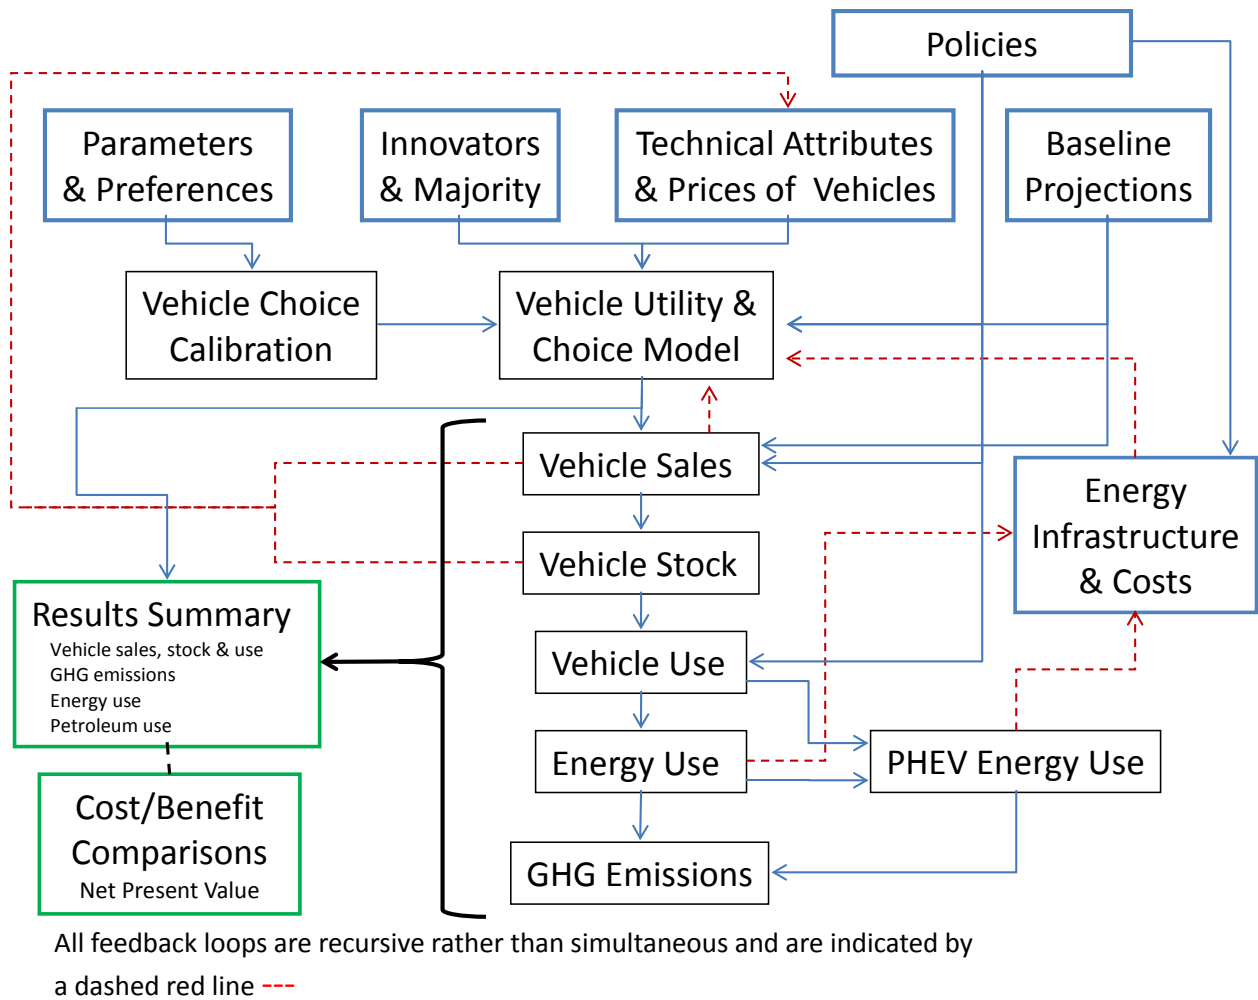 Policies
Parameters
& Preferences
Innovators
& Majority
Technical Attributes
& Prices of Vehicles
Baseline
Projections
Vehicle Choice
Calibration
Vehicle Utility &
Choice Model
Vehicle Sales
Energy
Infrastructure
& Costs
Vehicle Stock
Results Summary
Vehicle sales, stock & use
GHG emissions
Energy use
Petroleum use
Vehicle Use
Energy Use
PHEV Energy Use
Cost/Benefit
Comparisons
Net Present Value
GHG Emissions
All feedback loops are recursive rather than simultaneous and are indicated by
a dashed red line ---